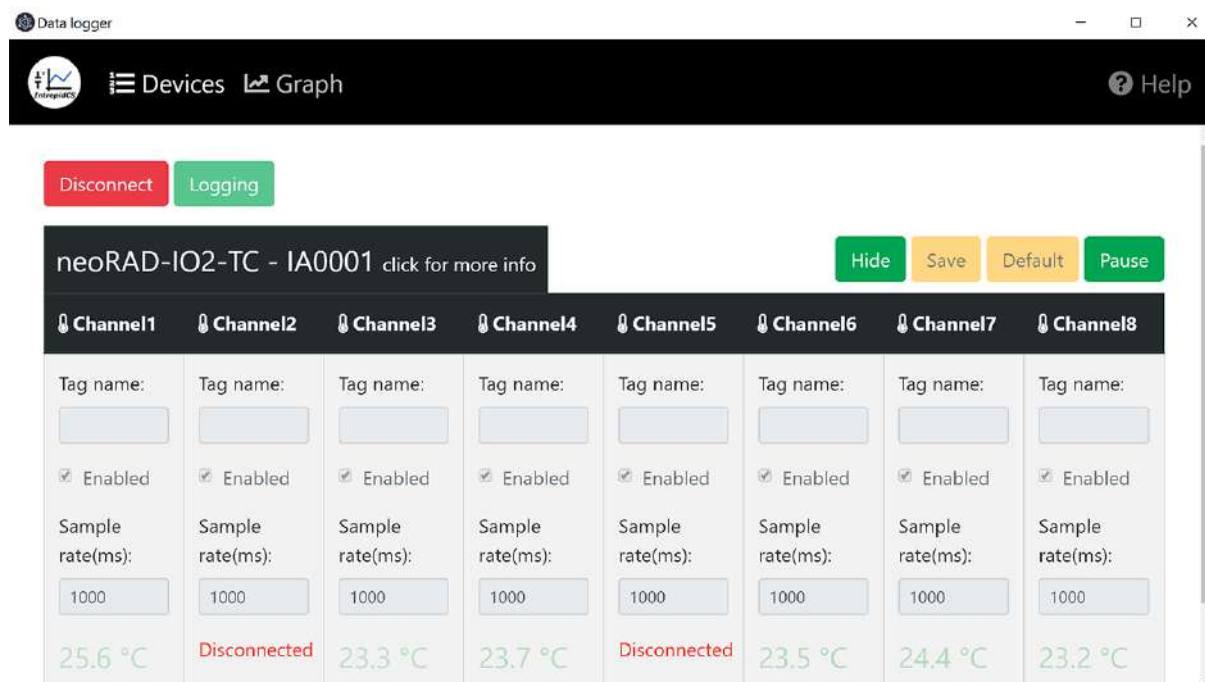 Data logger
IntrepidCS
Devices Graph
Help
Disconnect Logging
neoRAD-IO2-TC - IA0001 click for more info
Hide Save Default Pause
Channel1 Channel2 Channel3 Channel4 Channel5 Channel6 Channel7 Channel8
Tag name: Tag name: Tag name: Tag name: Tag name: Tag name: Tag name: Tag name:
Enabled Enabled Enabled Enabled Enabled Enabled Enabled Enabled
Sample Sample Sample Sample Sample Sample Sample Sample
rate(ms): rate(ms): rate(ms): rate(ms): rate(ms): rate(ms): rate(ms): rate(ms):
1000 1000 1000 1000 1000 1000 1000 1000
25.6 °C Disconnected 23.3 °C 23.7 °C Disconnected 23.5 °C 24.4 °C 23.2 °C